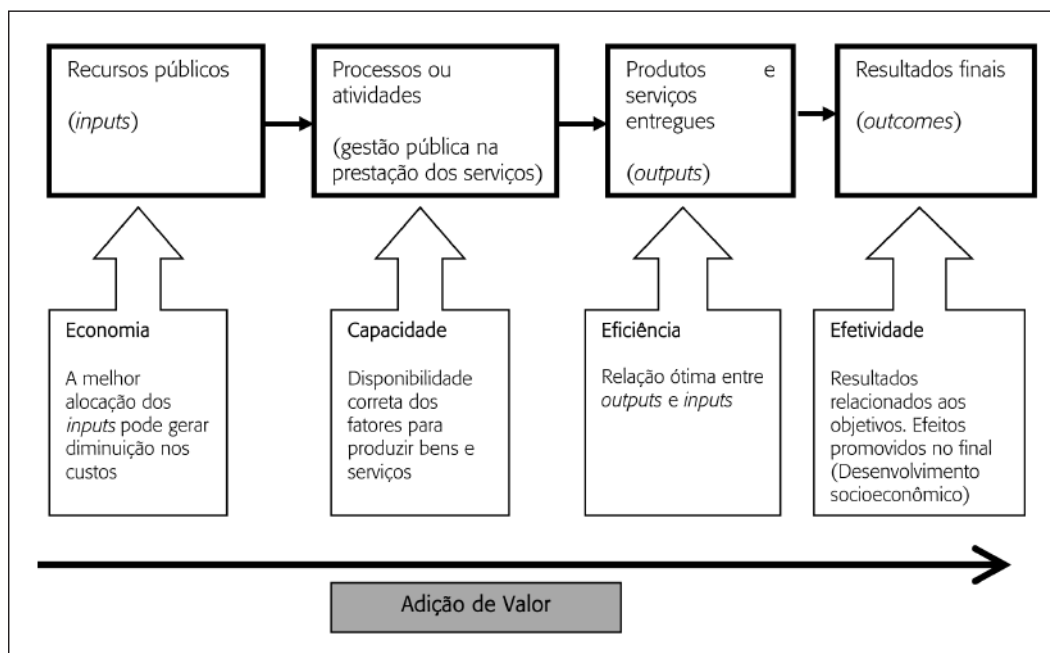 Recursos públicos
(inputs)
Processos ou
atividades
(gestão pública na
prestação dos serviços)
Produtos e
serviços
entregues
(outputs)
Resultados finais
(outcomes)
Economia
A melhor
alocação dos
inputs pode gerar
diminuição nos
custos
Capacidade
Disponibilidade
correta dos
fatores para
produzir bens e
serviços
Eficiência
Relação ótima entre
outputs e inputs
Efetividade
Resultados
relacionados aos
objetivos. Efeitos
promovidos no final
(Desenvolvimento
socioeconômico)
Adição de Valor